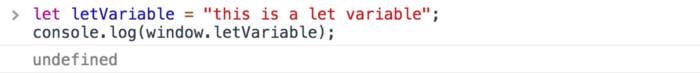 > let letVariable = "this is a let variable";
console.log(window.letVariable);
undefined